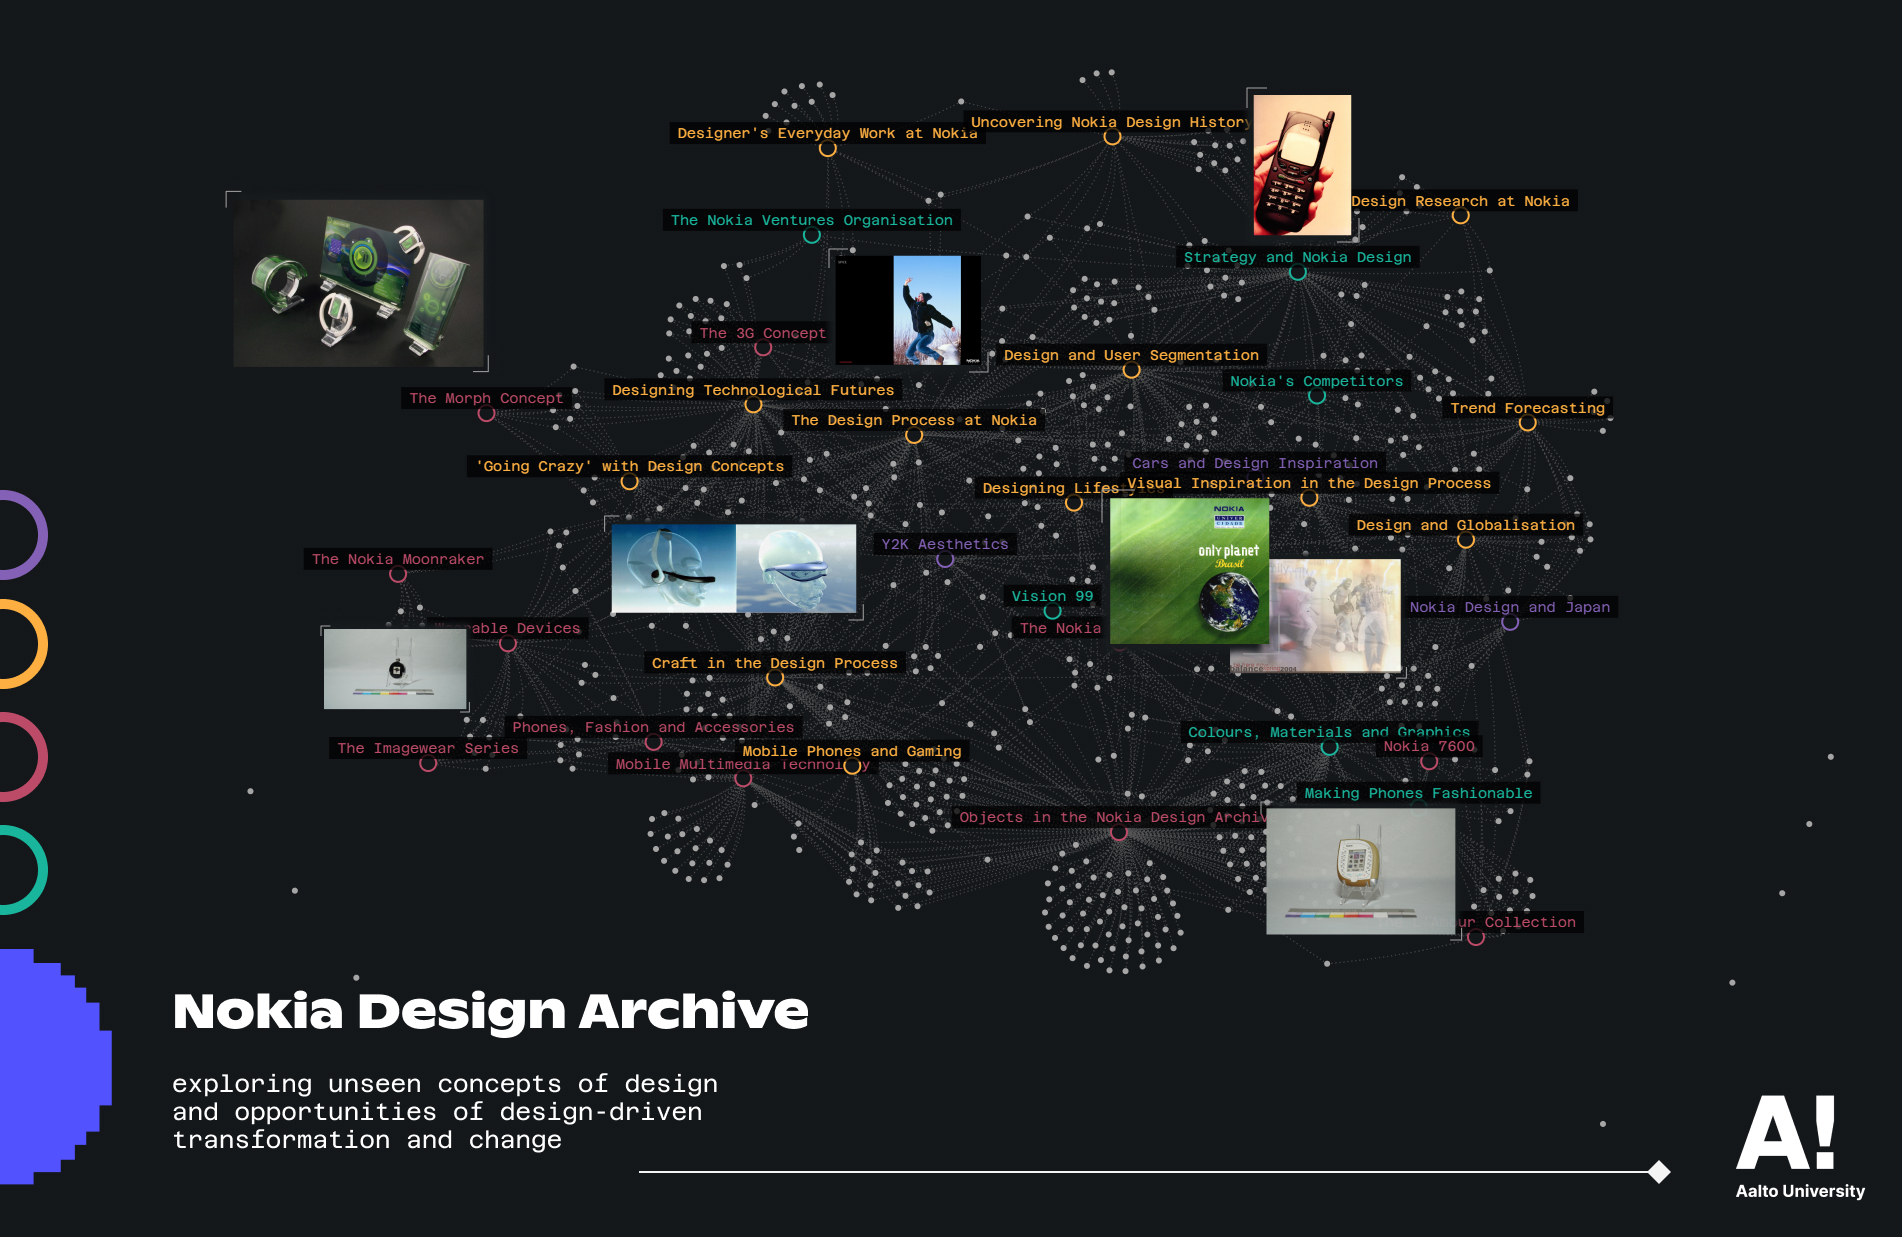 Uncovering Nokia Design History
Designer's Everyday Work at Nokia
Design Research at Nokia
The Nokia Ventures Organisation
Strategy and Nokia Design
The 3G Concept
Design and User Segmentation
Nokia's Competitors
Designing Technological Futures
The Morph Concept
Trend Forecasting
The Design Process at Nokia
'Going Crazy' with Design Concepts
Cars and Design Inspiration
Visual Inspiration in the Design Process
Designing Lifestyles
NOKIA
Design and Globalisation
Y2K Aesthetics
only planet
Brasil
The Nokia Moonraker
Vision 99
Nokia Design and Japan
Wearable Devices
The Nokia
Craft in the Design Process
balance 2004
Phones, Fashion and Accessories
Colours, Materials and Graphics
Nokia 7600
The Imagewear Series
Mobile Phones and Gaming
Mobile Multimedia Technology
Making Phones Fashionable
Objects in the Nokia Design Archive
our Collection
Nokia Design Archive
exploring unseen concepts of design
and opportunities of design-driven
transformation and change
A!
Aalto University